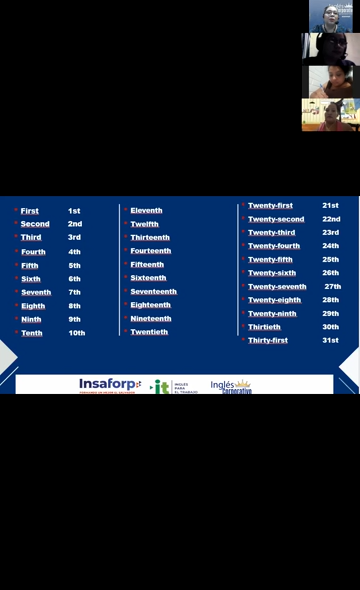 First 1st
Second 2nd
Third 3rd
Fourth 4th
Fifth 5th
Sixth 6th
Seventh 7th
Eighth 8th
Ninth 9th
Tenth 10th
Eleventh
Twelfth
Thirteenth
Fourteenth
Fifteenth
Sixteenth
Seventeenth
Eighteenth
Nineteenth
Twentieth
Twenty-first 21st
Twenty-second 22nd
Twenty-third 23rd
Twenty-fourth 24th
Twenty-fifth 25th
Twenty-sixth 26th
Twenty-seventh 27th
Twenty-eighth 28th
Twenty-ninth 29th
Thirtieth 30th
Thirty-first 31st
Insaforp
it
INGLÉS
PARA
EL TRABAJO
Inglés
Corporativo